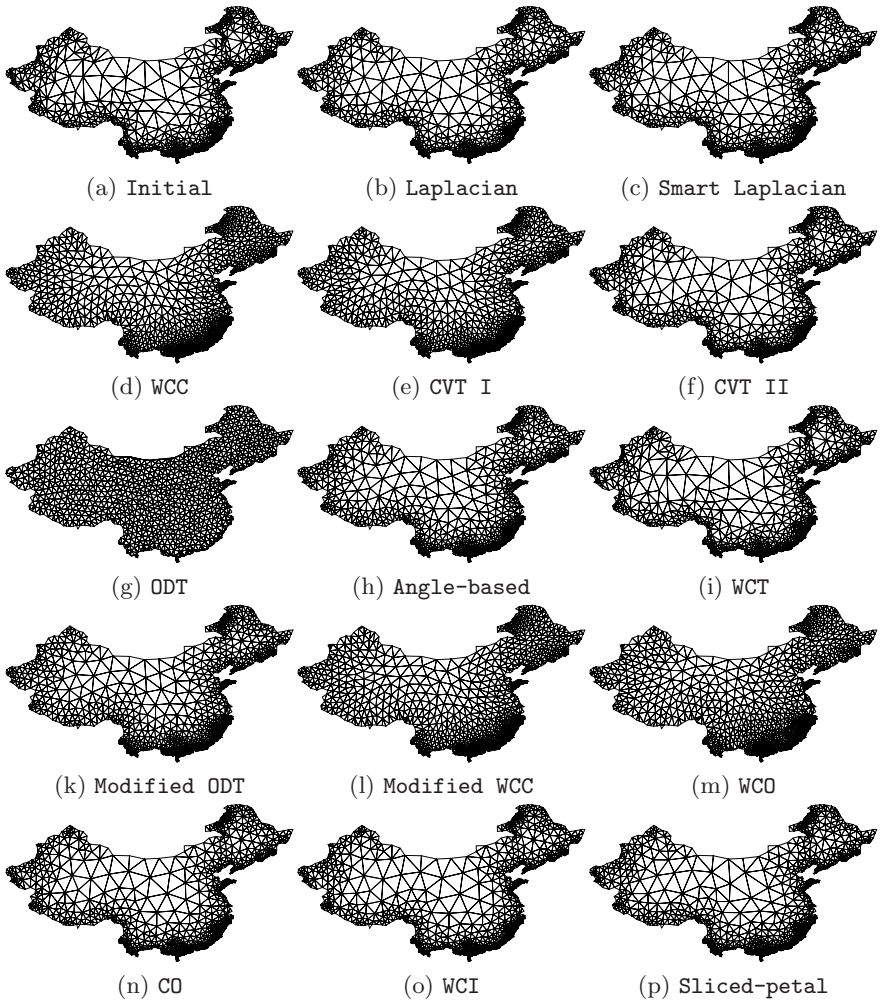 (a) Initial
(b) Laplacian
(c) Smart Laplacian
(d) WCC
(e) CVT I
(f) CVT II
(g) ODT
(h) Angle-based
(i) WCT
(k) Modified ODT
(l) Modified WCC
(m) WCO
(n) CO
(o) WCI
(p) Sliced-petal